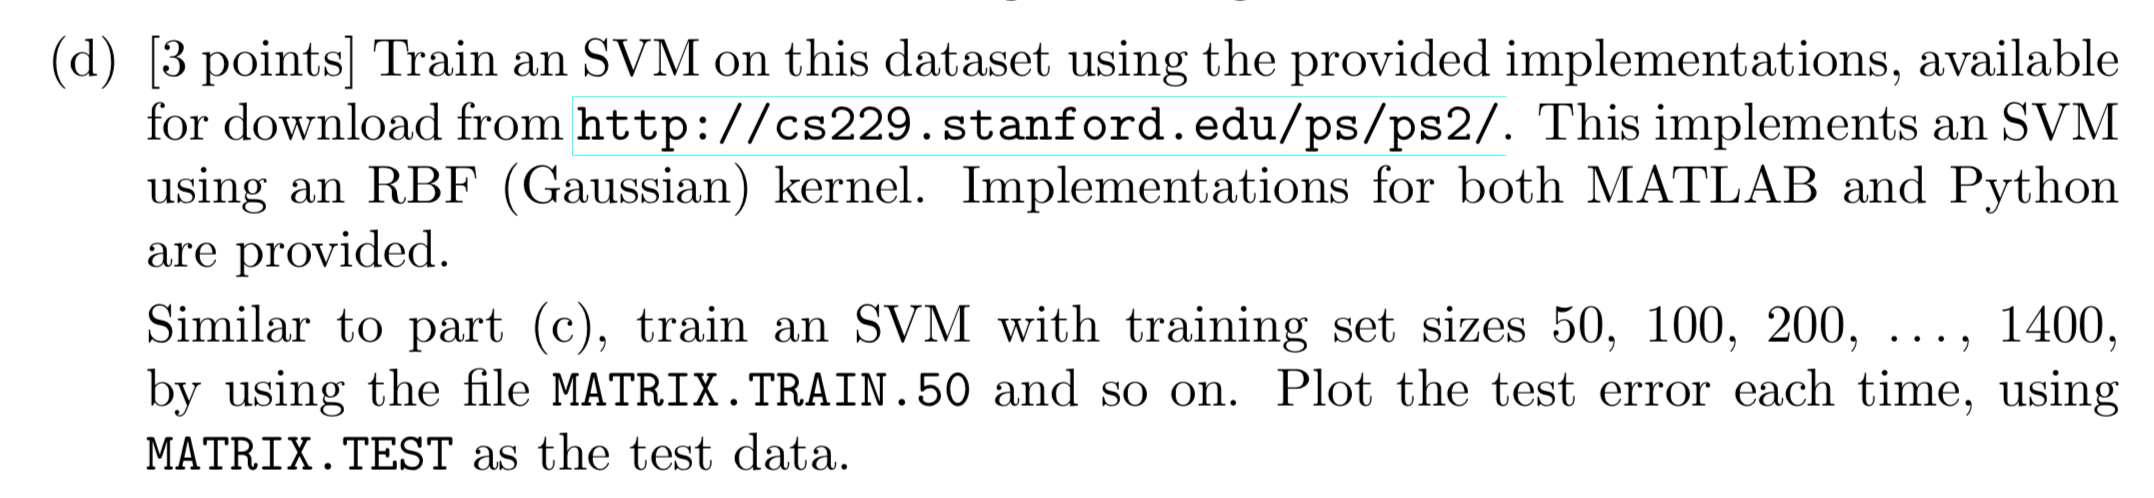 (d) [3 points] Train an SVM on this dataset using the provided implementations, available
for download from http://cs229.stanford.edu/ps/ps2/. This implements an SVM
using an RBF (Gaussian) kernel. Implementations for both MATLAB and Python
are provided.
Similar to part (c), train an SVM with training set sizes 50, 100, 200, ..., 1400,
by using the file MATRIX.TRAIN.50 and so on. Plot the test error each time, using
MATRIX.TEST as the test data.